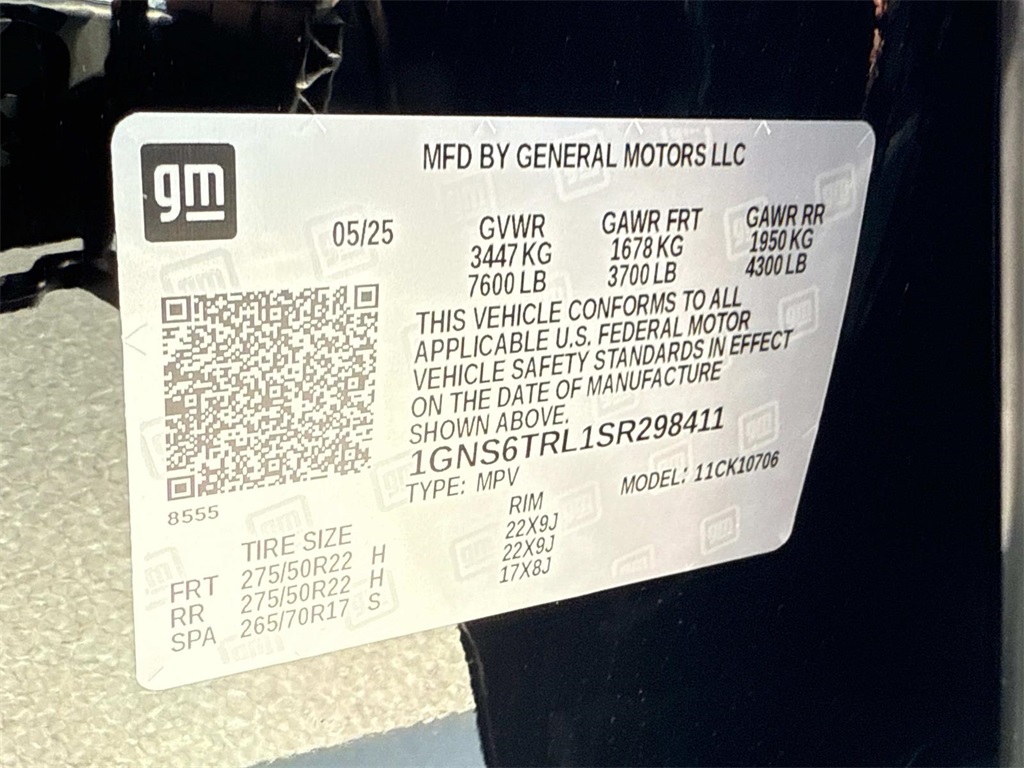 gm
MFD BY GENERAL MOTORS LLC
05/25
GVWR GAWR FRT GAWR RR
3447 KG 1678 KG 1950 KG
7600 LB 3700 LB 4300 LB
THIS VEHICLE CONFORMS TO ALL
APPLICABLE U.S. FEDERAL MOTOR
VEHICLE SAFETY STANDARDS IN EFFECT
ON THE DATE OF MANUFACTURE
SHOWN ABOVE.
1GNS6TRL1SR298411
TYPE: MPV MODEL: 11CK10706
8555
TIRE SIZE RIM
FRT 275/50R22 H 22X9J
RR 275/50R22 H 22X9J
SPA 265/70R17 S 17X8J